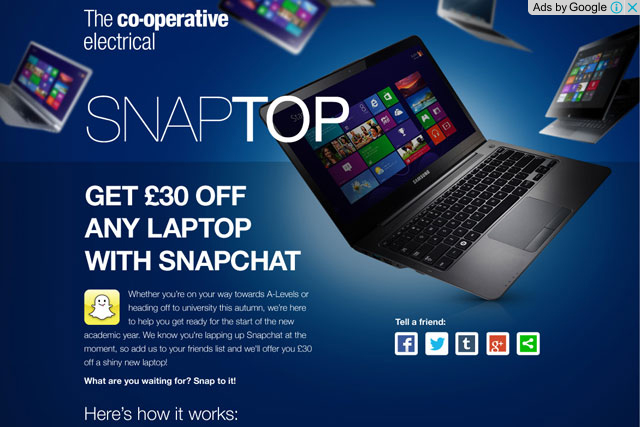 Ads by Google
The co-operative
electrical
SNAPTOP
SAMSUNG
GET £30 OFF
ANY LAPTOP
WITH SNAPCHAT
Whether you're on your way towards A-Levels or
heading off to university this autumn, we're here
to help you get ready for the start of the new
academic year. We know you're lapping up Snapchat at the
moment, so add us to your friends list and we'll offer you £30
off a shiny new laptop!
What are you waiting for? Snap to it!
Tell a friend:
Here's how it works: